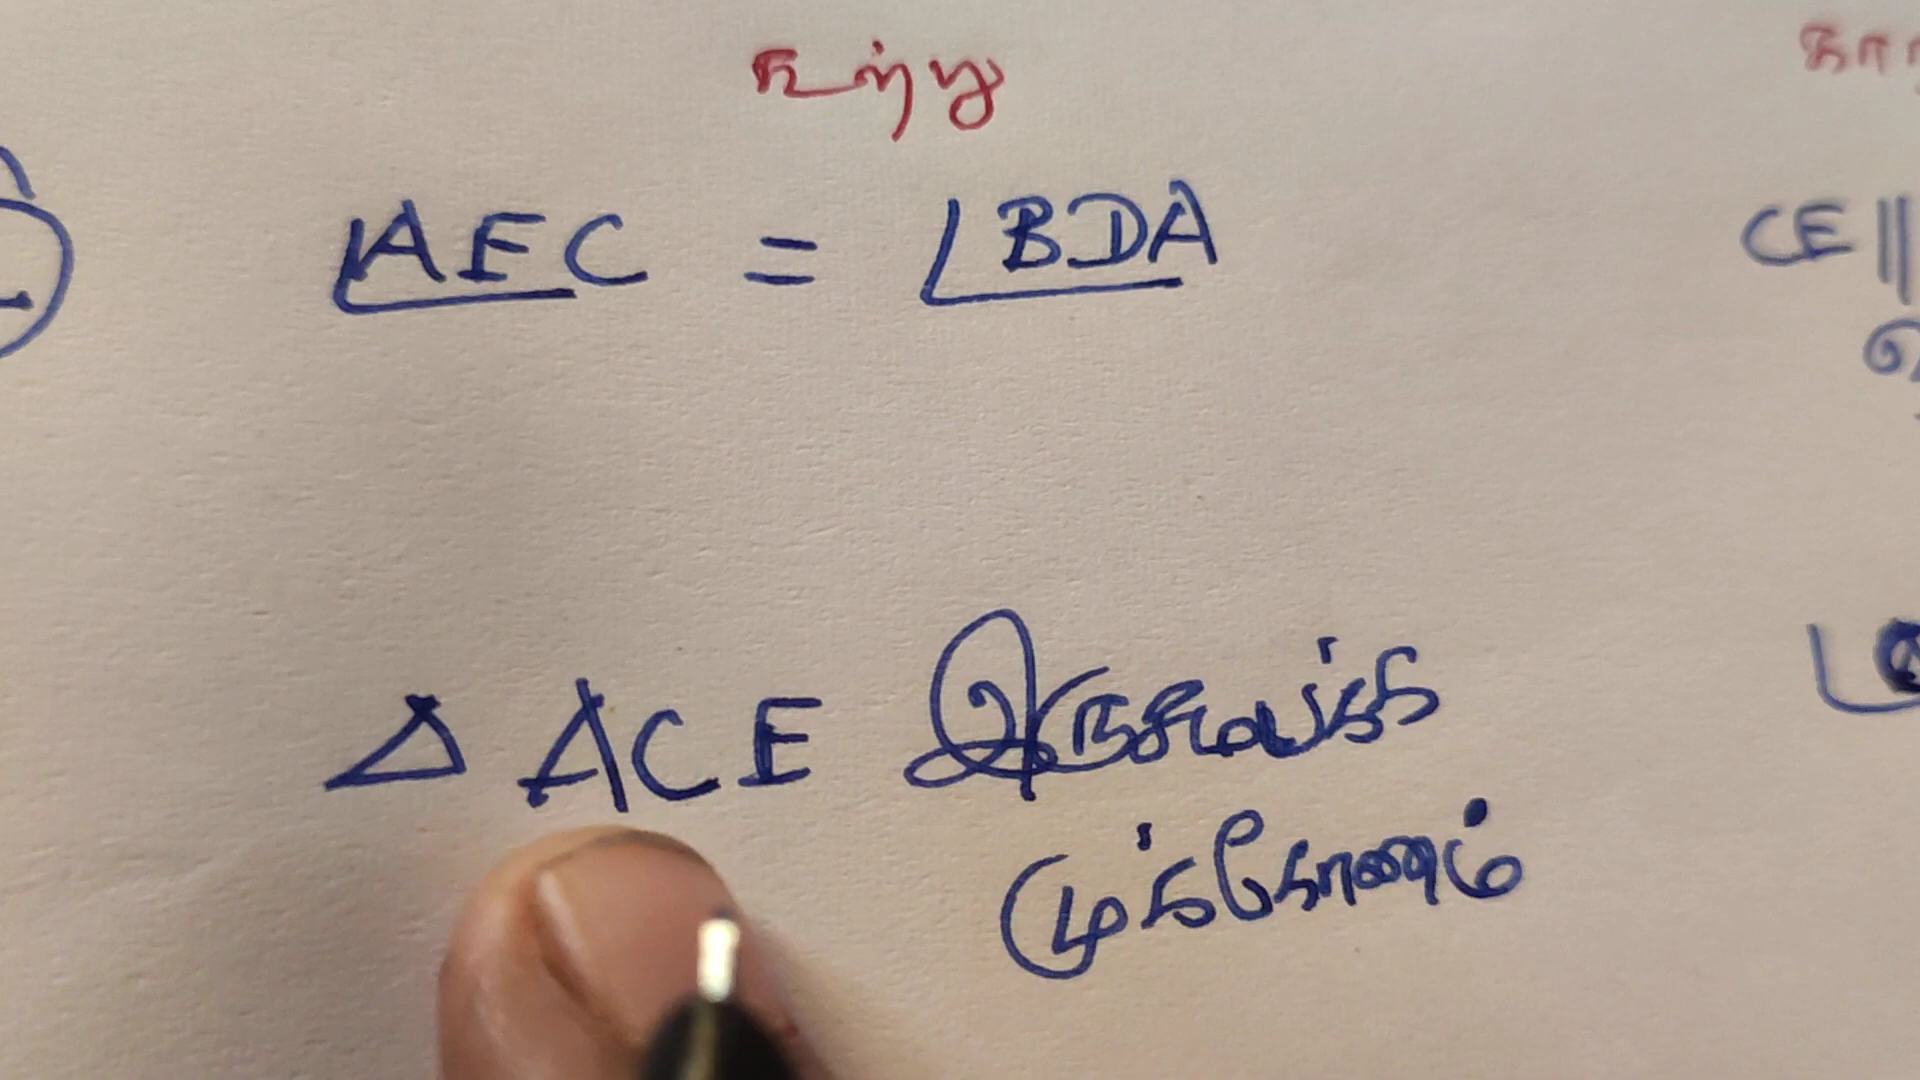 கூற்று
∠AEC = ∠BDA
CE ||
Δ ACE இருசமபக்க
முக்கோணம்